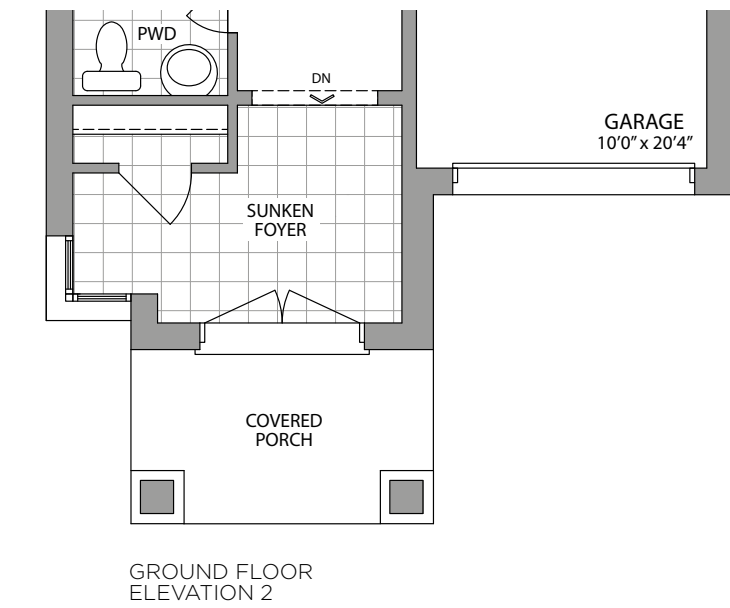 PWD
DN
GARAGE
10'0" x 20'4"
SUNKEN
FOYER
COVERED
PORCH
GROUND FLOOR
ELEVATION 2